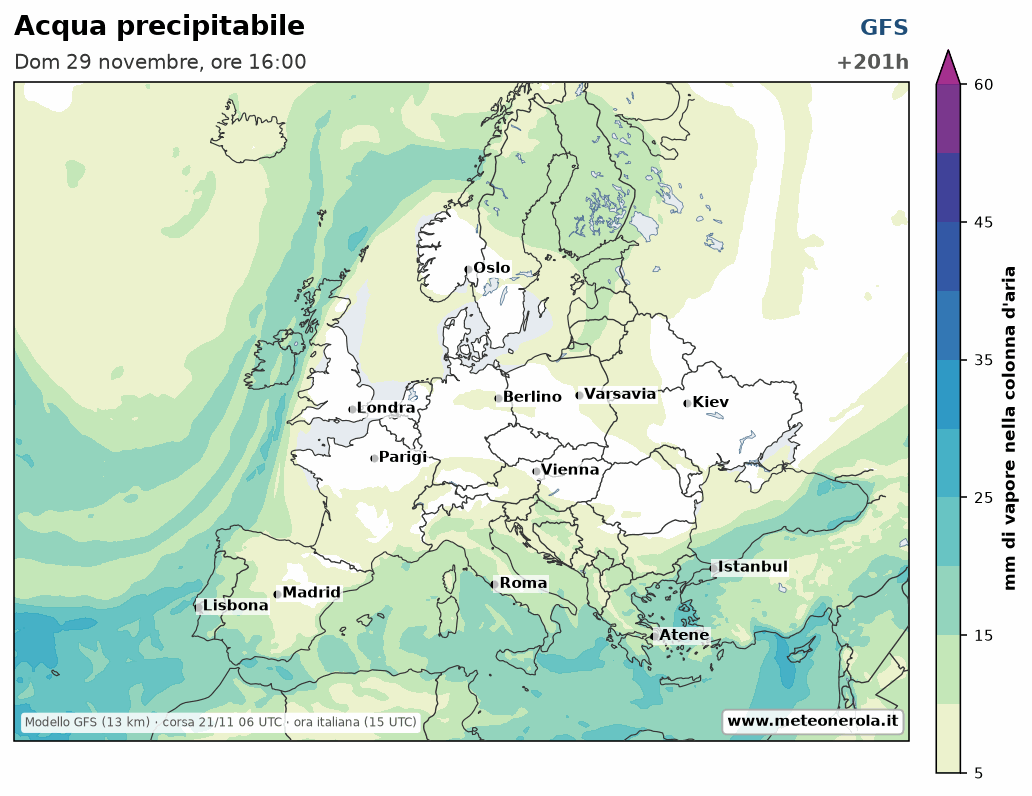 Acqua precipitabile
GFS
Dom 29 novembre, ore 16:00
+201h
60
45
35
25
15
5
mm di vapore nella colonna d'aria
Oslo
Berlino
Varsavia
Kiev
Londra
Parigi
Vienna
Istanbul
Roma
Madrid
Lisbona
Atene
Modello GFS (13 km) · corsa 21/11 06 UTC · ora italiana (15 UTC)
www.meteonerola.it